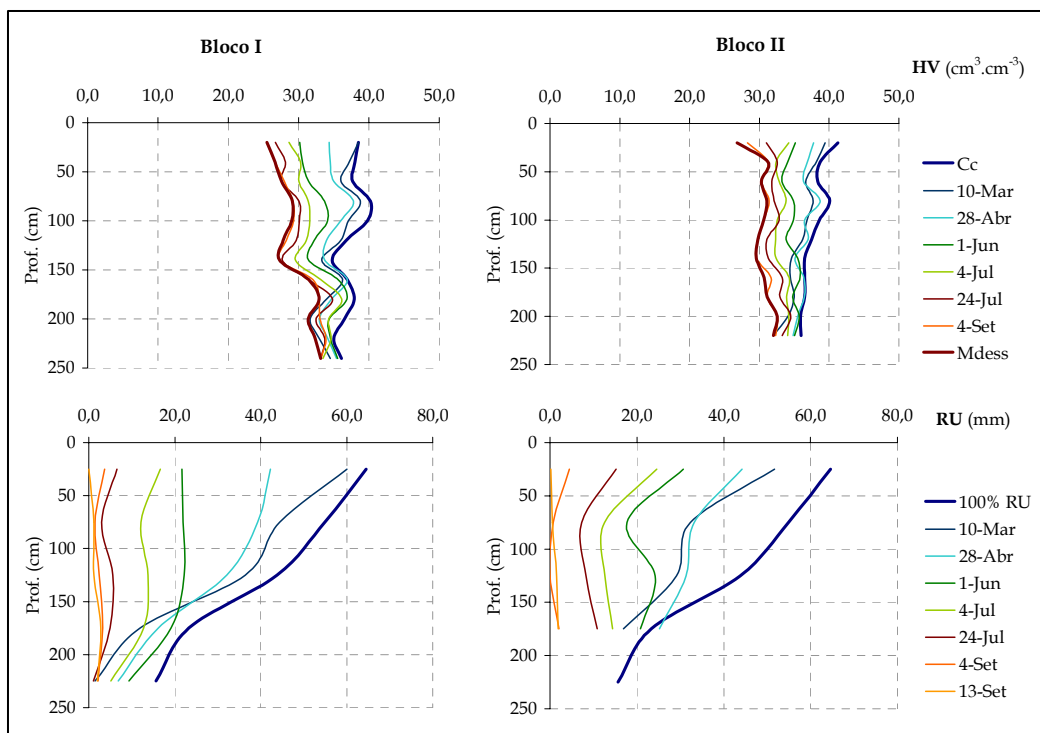 Bloco I
Bloco II
HV (cm³.cm⁻³)
0,0 10,0 20,0 30,0 40,0 50,0
0,0 10,0 20,0 30,0 40,0 50,0
0
50
100
150
200
250
Prof. (cm)
0
50
100
150
200
250
Prof. (cm)
Cc
10-Mar
28-Abr
1-Jun
4-Jul
24-Jul
4-Set
Mdess
0,0 20,0 40,0 60,0 80,0
0,0 20,0 40,0 60,0 80,0
RU (mm)
0
50
100
150
200
250
Prof. (cm)
0
50
100
150
200
250
Prof. (cm)
100% RU
10-Mar
28-Abr
1-Jun
4-Jul
24-Jul
4-Set
13-Set